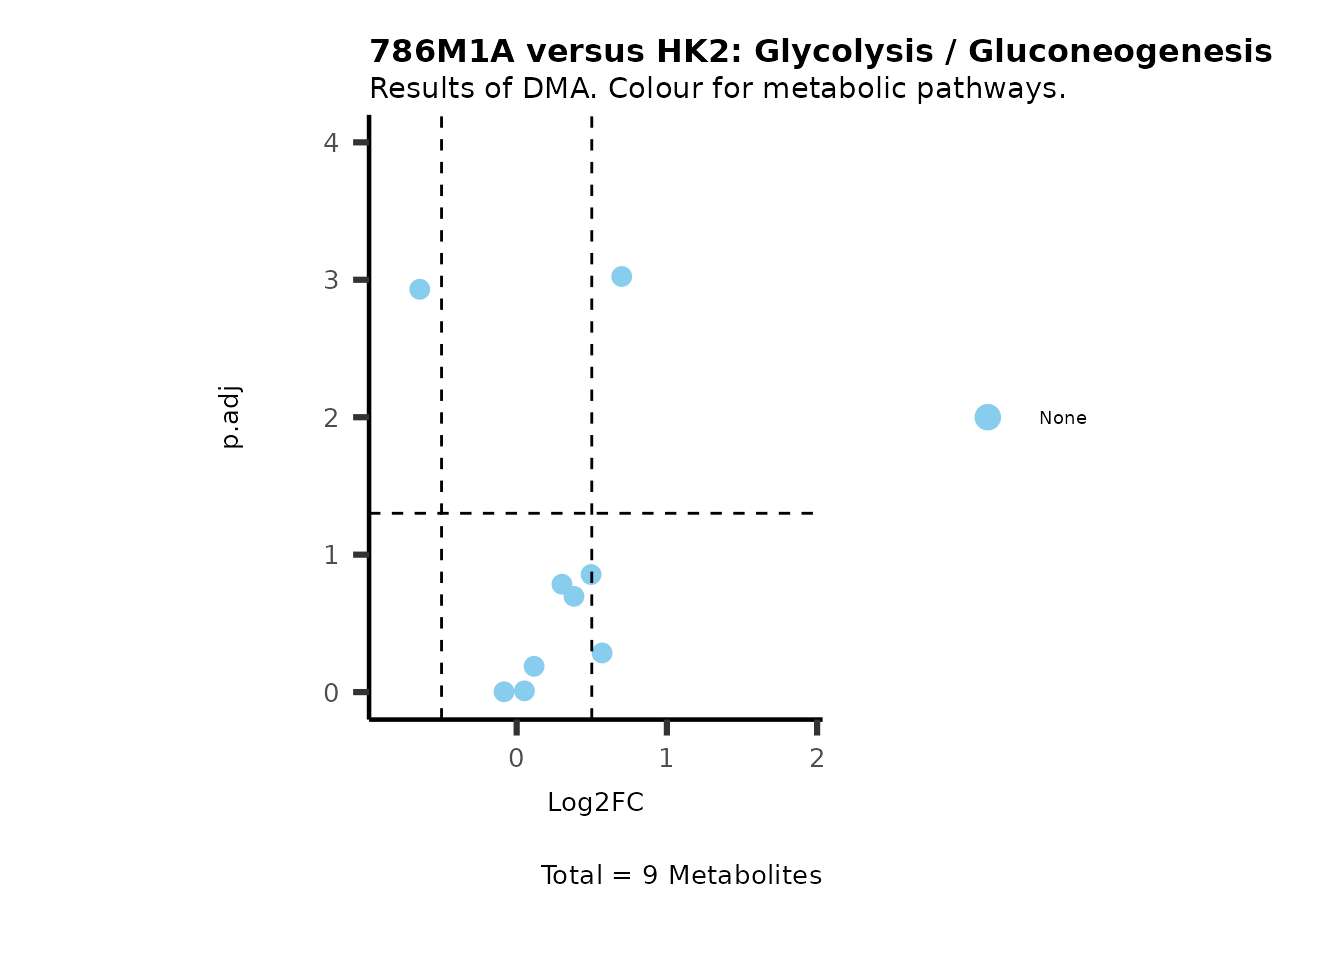 786M1A versus HK2: Glycolysis / Gluconeogenesis
Results of DMA. Colour for metabolic pathways.
4
3
2
1
0
p.adj
None
0 1 2
Log2FC
Total = 9 Metabolites